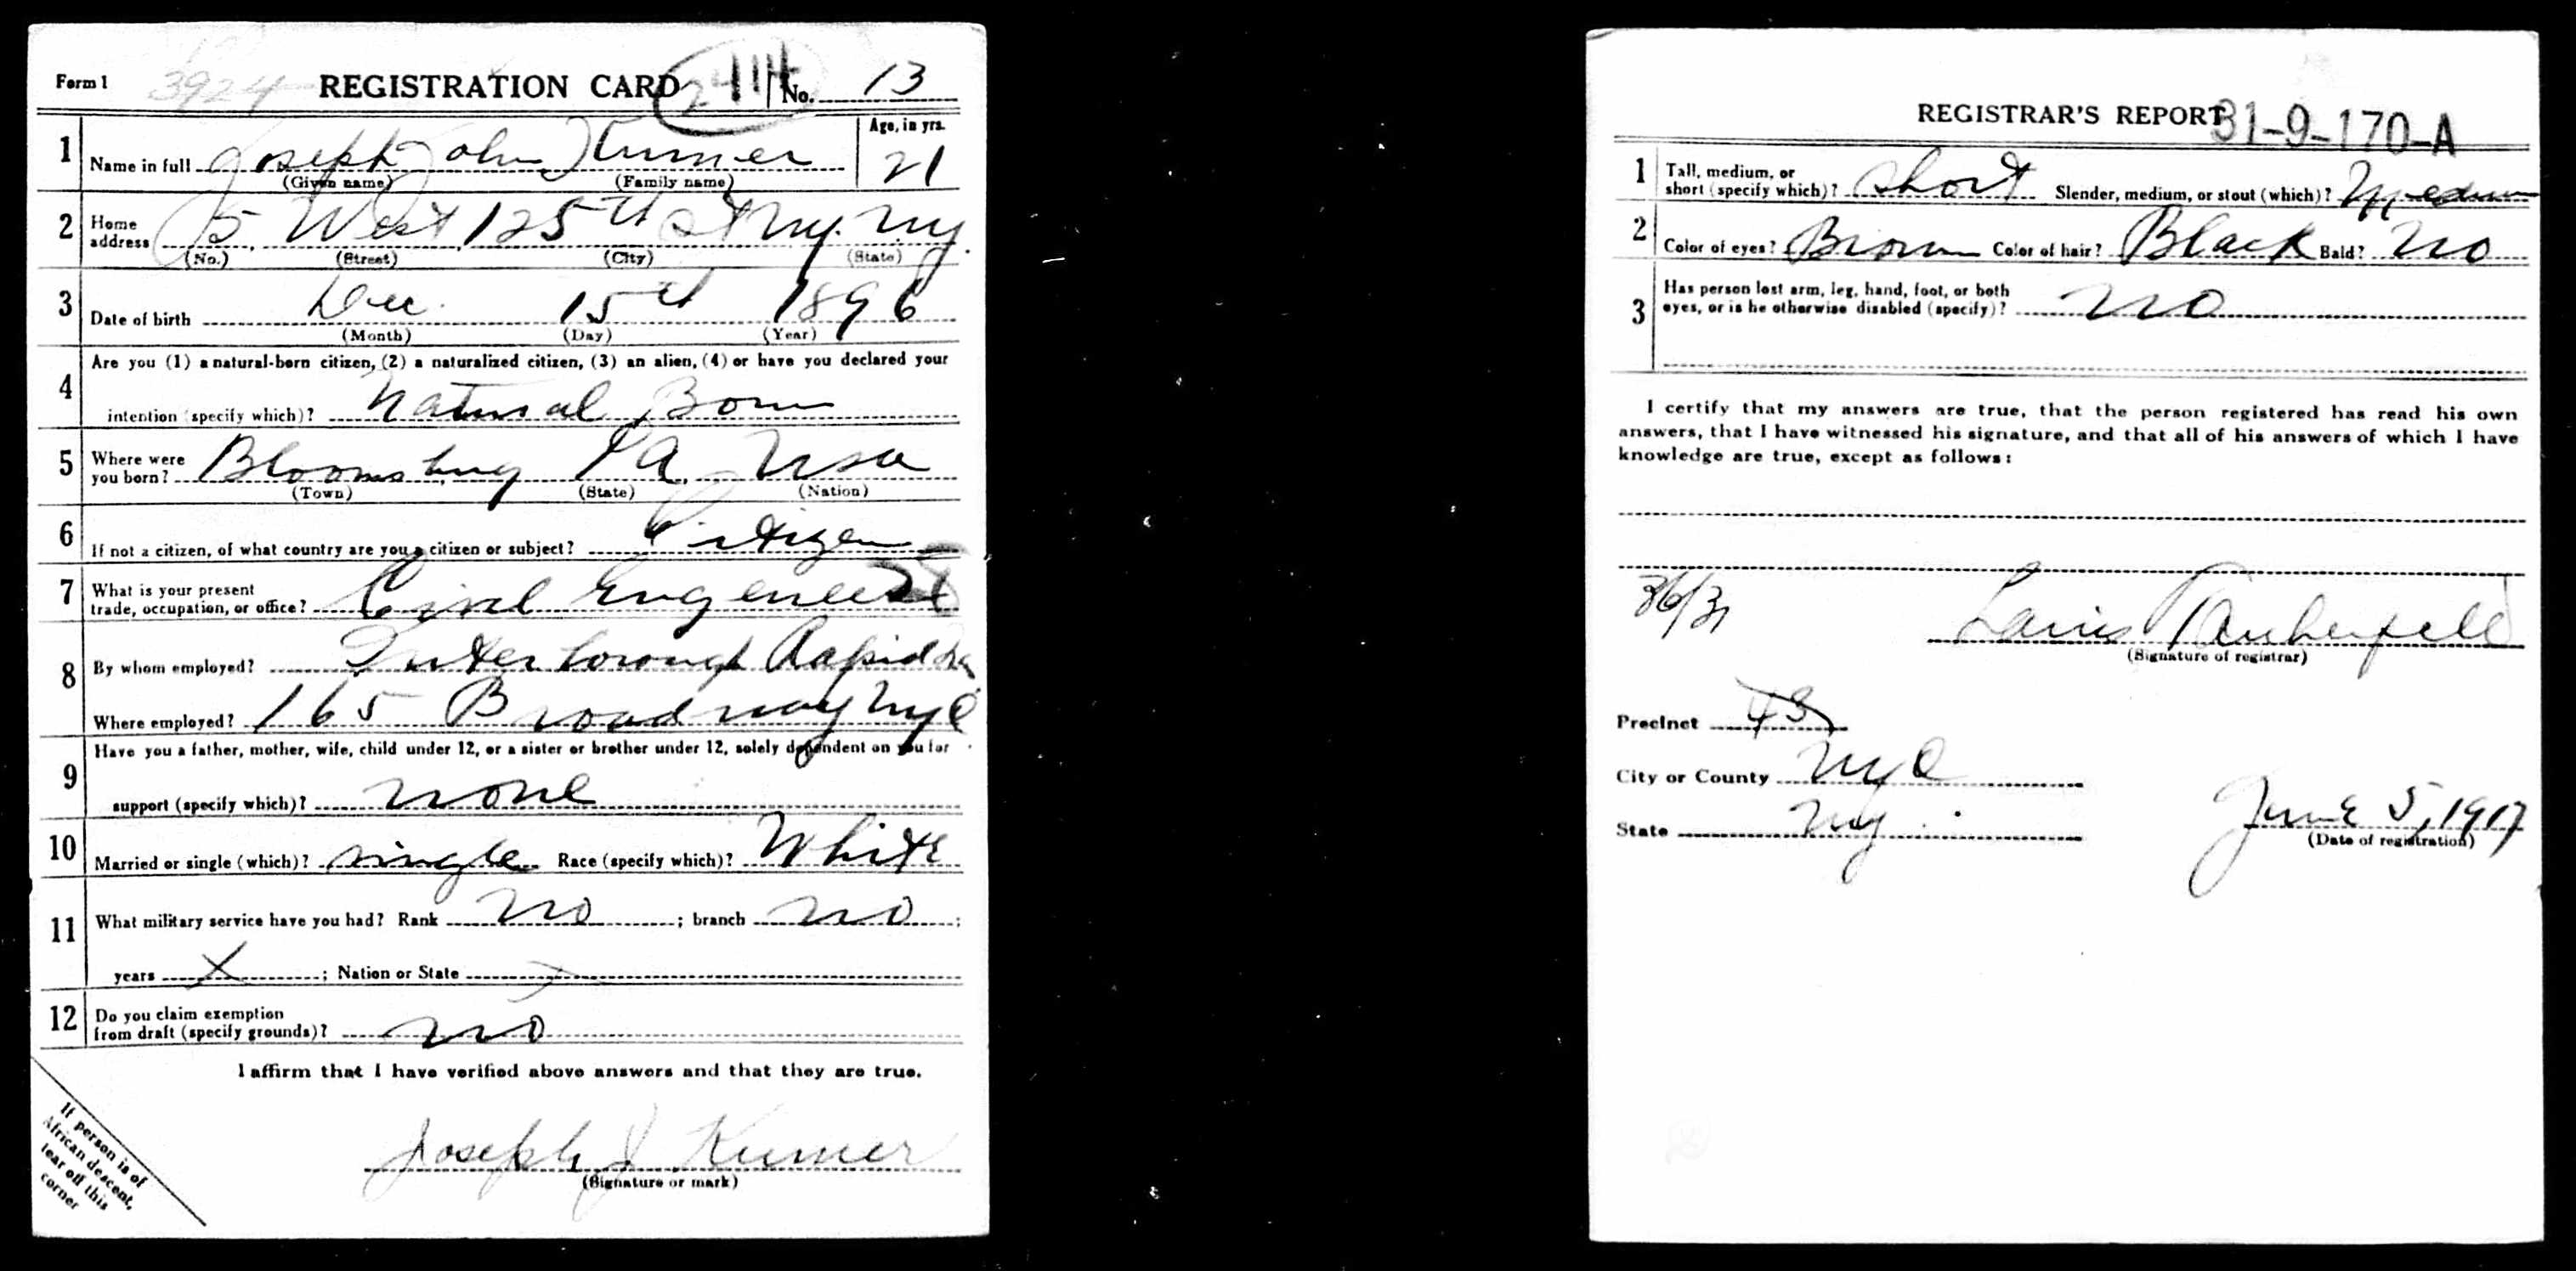 Form 1 3924 REGISTRATION CARD No. 13
1 Name in full Joseph John Kumer Age, in yrs. 21
(Given name) (Family name)
2 Home address 5 West 125th St NY. NY.
(No.) (Street) (City) (State)
3 Date of birth Dec. 15th 1896
(Month) (Day) (Year)
4 Are you (1) a natural-born citizen, (2) a naturalized citizen, (3) an alien, (4) or have you declared your
intention (specify which)? Natural Born
5 Where were you born? Bloomsburg PA. USA
(Town) (State) (Nation)
6 If not a citizen, of what country are you a citizen or subject? Citizen
7 What is your present
trade, occupation, or office? Civil Engeneer
8 By whom employed? Interborough Rapid
Where employed? 165 Broadway NYC
9 Have you a father, mother, wife, child under 12, or a sister or brother under 12, solely dependent on you for
support (specify which)? None
10 Married or single (which)? single Race (specify which)? White
11 What military service have you had? Rank No ; branch No ;
years X ; Nation or State
12 Do you claim exemption
from draft (specify grounds)? No
I affirm that I have verified above answers and that they are true.
Joseph J Kumer
(Signature or mark)
If person is of
African descent,
tear off this
corner
REGISTRAR'S REPORT 31-9-170-A
1 Tall, medium, or
short (specify which)? Short Slender, medium, or stout (which)? Medium
2 Color of eyes? Brown Color of hair? Black Bald? No
3 Has person lost arm, leg, hand, foot, or both
eyes, or is he otherwise disabled (specify)? No
I certify that my answers are true, that the person registered has read his own
answers, that I have witnessed his signature, and that all of his answers of which I have
knowledge are true, except as follows:
(Signature of registrar)
Precinct
City or County NYC
State NY.
June 5, 1917
(Date of registration)